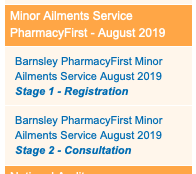 Minor Ailments Service
PharmacyFirst - August 2019
Barnsley PharmacyFirst Minor
Ailments Service August 2019
Stage 1 - Registration
Barnsley PharmacyFirst Minor
Ailments Service August 2019
Stage 2 - Consultation